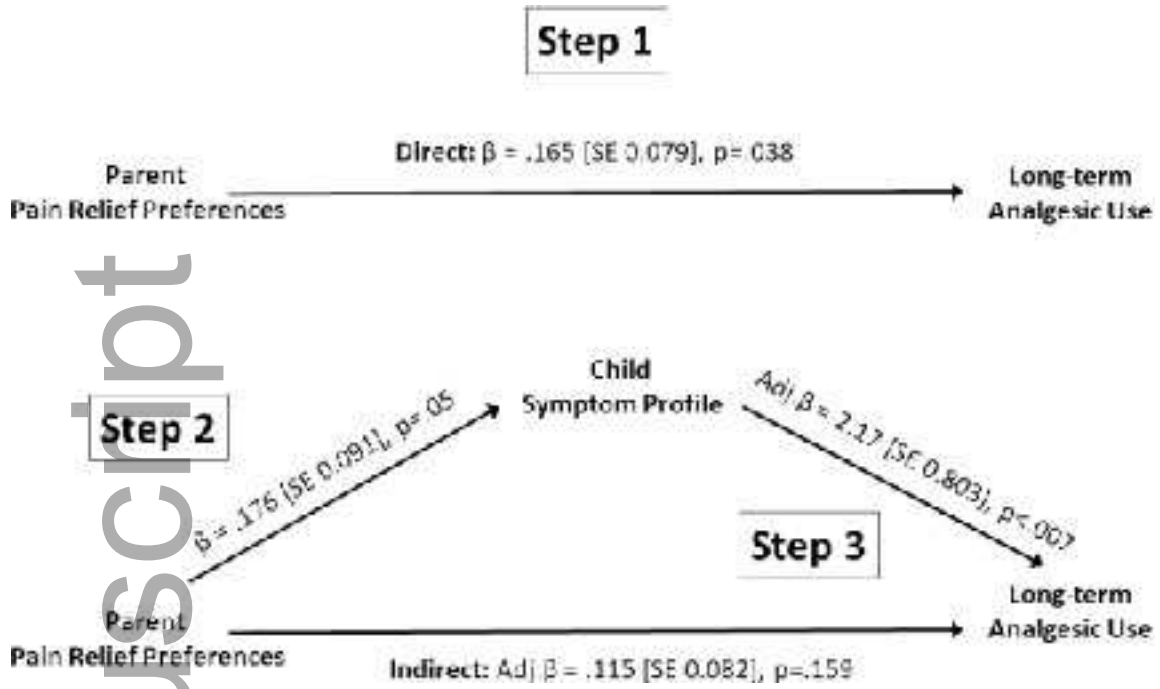 Step 1
Direct: β = .165 [SE 0.079], p=.038
Parent
Pain Relief Preferences
Long-term
Analgesic Use
uscript
Child
Symptom Profile
Step 2
β = .176 [SE 0.091], p=.05
Adj β = 2.17 [SE 0.803], p<.007
Step 3
Parent
Pain Relief Preferences
Long-term
Analgesic Use
Indirect: Adj β = .115 [SE 0.082], p=.159